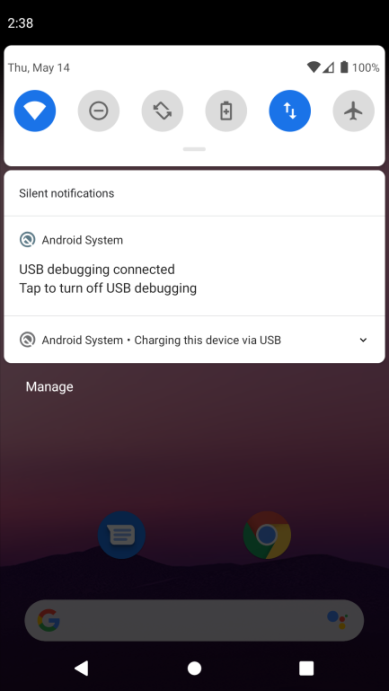 2:38
Thu, May 14
100%
Silent notifications
Android System
USB debugging connected
Tap to turn off USB debugging
Android System • Charging this device via USB
Manage
G